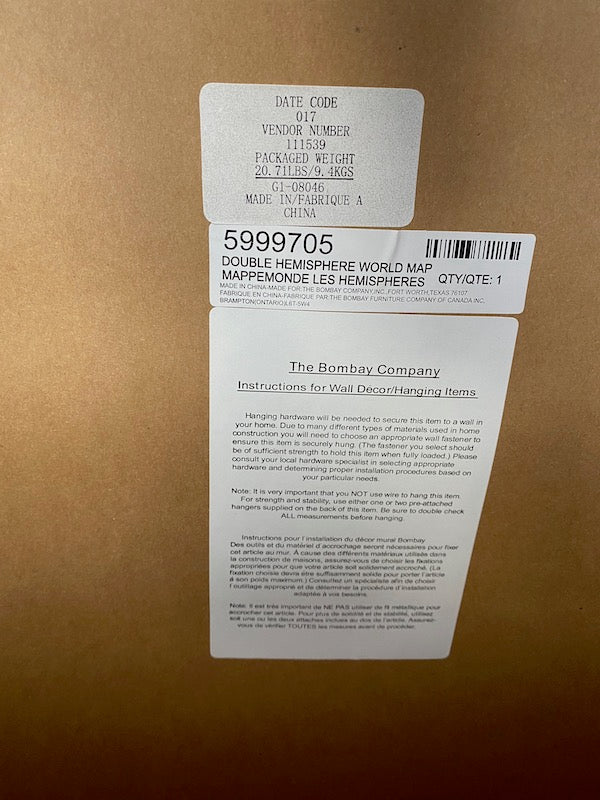 DATE CODE
017
VENDOR NUMBER
111539
PACKAGED WEIGHT
20.71LBS/9.4KGS
G1-08046
MADE IN/FABRIQUE A
CHINA
5999705
DOUBLE HEMISPHERE WORLD MAP
MAPPEMONDE LES HEMISPHERES QTY/QTE: 1
MADE IN CHINA-MADE FOR:THE BOMBAY COMPANY,INC.,FORT WORTH,TEXAS 76107
FABRIQUE EN CHINA-FABRIQUE PAR:THE BOMBAY FURNITURE COMPANY OF CANADA INC.
BRAMPTON(ONTARIO)L6T-5W4
The Bombay Company
Instructions for Wall Décor/Hanging Items
Hanging hardware will be needed to secure this item to a wall in
your home. Due to many different types of materials used in home
construction you will need to choose an appropriate wall fastener to
ensure this item is securely hung. (The fastener you select should
be of sufficient strength to hold this item when fully loaded.) Please
consult your local hardware specialist in selecting appropriate
hardware and determining proper installation procedures based on
your particular needs.
Note: It is very important that you NOT use wire to hang this item.
For strength and stability, use either one or two pre-attached
hangers supplied on the back of this item. Be sure to double check
ALL measurements before hanging.
Instructions pour l'installation du décor mural Bombay
Des outils et du matériel d'accrochage seront nécessaires pour fixer
cet article au mur. À cause des différents matériaux utilisés dans
la construction de maisons, assurez-vous de choisir les fixations
appropriées pour que votre article soit solidement accroché. (La
fixation choisie devra être suffisamment solide pour porter l'article
à son poids maximum.) Consultez un spécialiste afin de choisir
l'outillage approprié et de déterminer la procédure d'installation
adaptée à vos besoins.
Note: Il est très important de NE PAS utiliser de fil métallique pour
accrocher cet article. Pour plus de solidité et de stabilité, utilisez
soit une ou les deux attaches inclues au dos de l'article. Assurez-
vous de vérifier TOUTES les mesures avant de procéder.